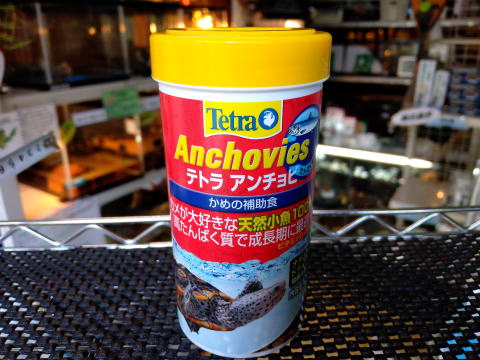 Tetra
Anchovies
テトラ アンチョビ
かめの補助食
カメが大好きな天然小魚100
高たんぱく質で成長期に最